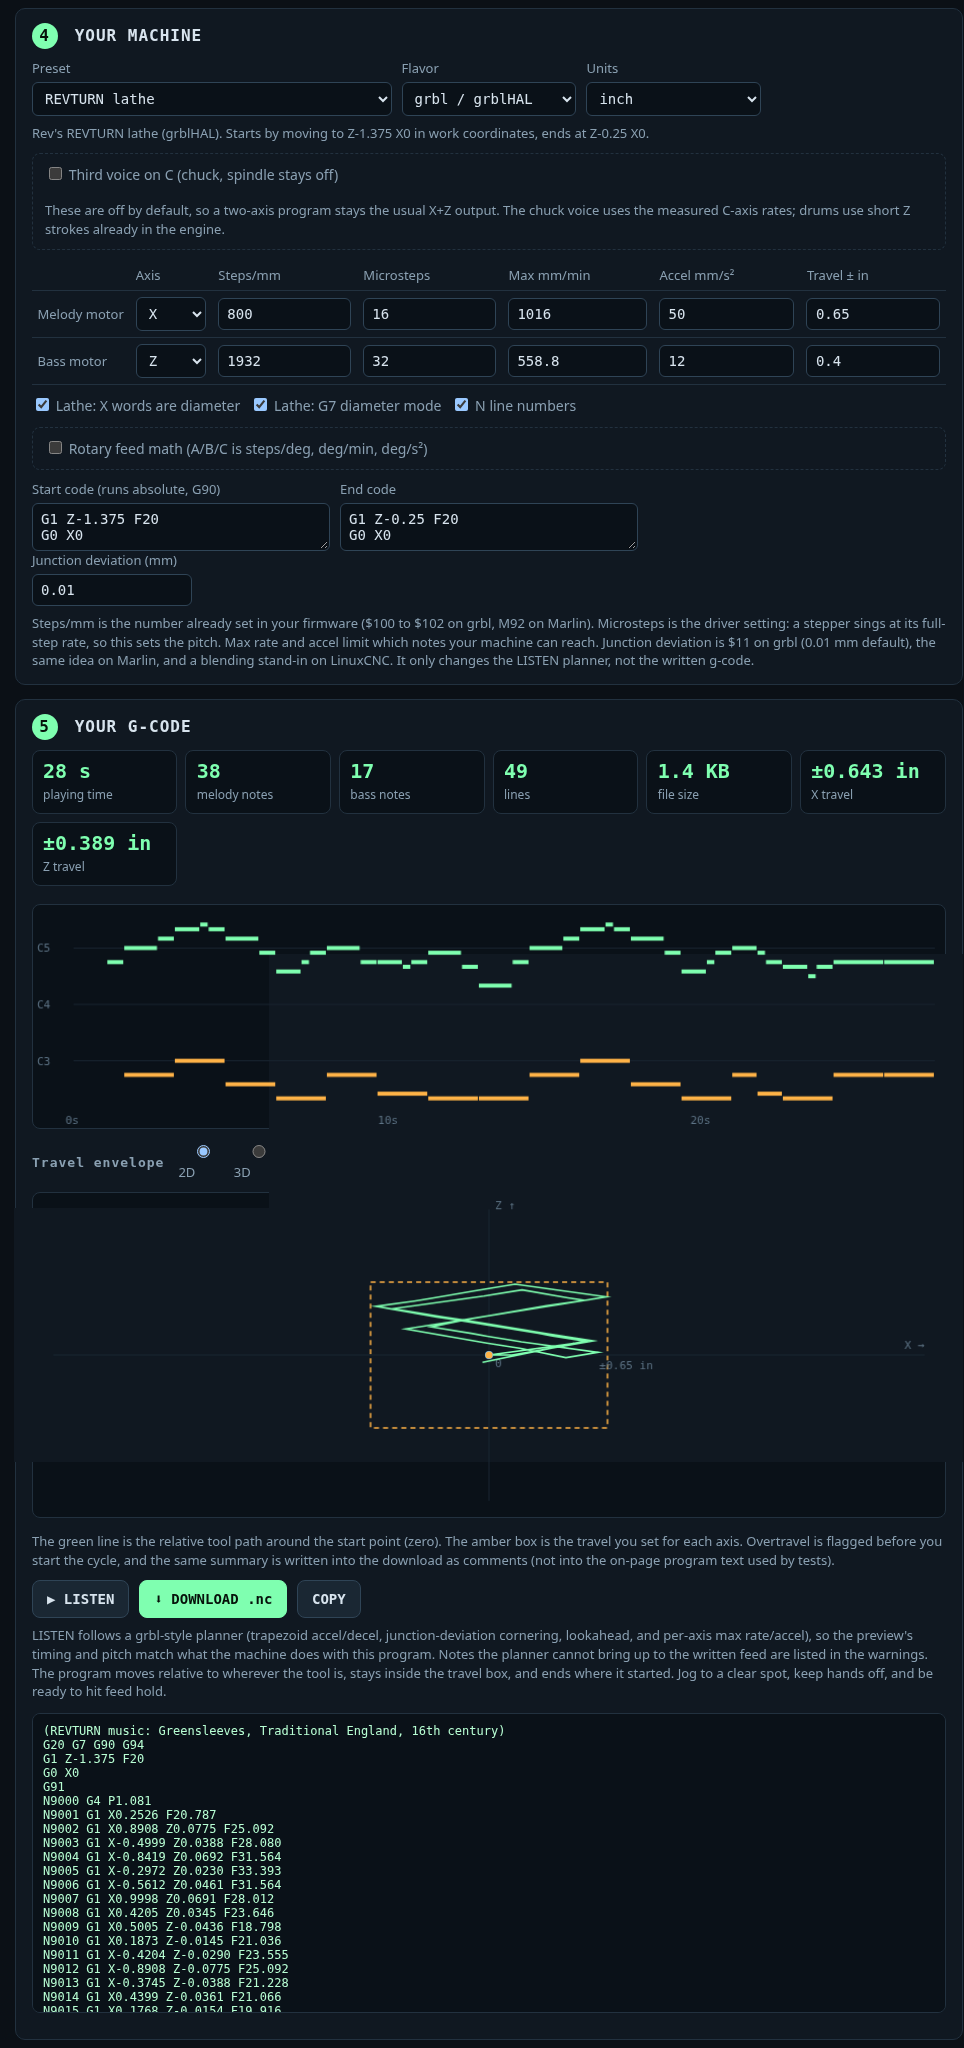 4 YOUR MACHINE
Preset Flavor Units
REVTURN lathe grbl / grblHAL inch
Rev's REVTURN lathe (grblHAL). Starts by moving to Z-1.375 X0 in work coordinates, ends at Z-0.25 X0.
Third voice on C (chuck, spindle stays off)
These are off by default, so a two-axis program stays the usual X+Z output. The chuck voice uses the measured C-axis rates; drums use short Z
strokes already in the engine.
Axis Steps/mm Microsteps Max mm/min Accel mm/s² Travel ± in
Melody motor X 800 16 1016 50 0.65
Bass motor Z 1932 32 558.8 12 0.4
Lathe: X words are diameter Lathe: G7 diameter mode N line numbers
Rotary feed math (A/B/C is steps/deg, deg/min, deg/s²)
Start code (runs absolute, G90) End code
G1 Z-1.375 F20 G1 Z-0.25 F20
G0 X0 G0 X0
Junction deviation (mm)
0.01
Steps/mm is the number already set in your firmware ($100 to $102 on grbl, M92 on Marlin). Microsteps is the driver setting: a stepper sings at its full-
step rate, so this sets the pitch. Max rate and accel limit which notes your machine can reach. Junction deviation is $11 on grbl (0.01 mm default), the
same idea on Marlin, and a blending stand-in on LinuxCNC. It only changes the LISTEN planner, not the written g-code.
5 YOUR G-CODE
28 s 38 17 49 1.4 KB ±0.643 in
playing time melody notes bass notes lines file size X travel
±0.389 in
Z travel
C5
C4
C3
0s 10s 20s
Travel envelope 2D 3D
Z ↑
X →
0 ±0.65 in
The green line is the relative tool path around the start point (zero). The amber box is the travel you set for each axis. Overtravel is flagged before you
start the cycle, and the same summary is written into the download as comments (not into the on-page program text used by tests).
▶ LISTEN ⬇ DOWNLOAD .nc COPY
LISTEN follows a grbl-style planner (trapezoid accel/decel, junction-deviation cornering, lookahead, and per-axis max rate/accel), so the preview's
timing and pitch match what the machine does with this program. Notes the planner cannot bring up to the written feed are listed in the warnings.
The program moves relative to wherever the tool is, stays inside the travel box, and ends where it started. Jog to a clear spot, keep hands off, and be
ready to hit feed hold.
(REVTURN music: Greensleeves, Traditional England, 16th century)
G20 G7 G90 G94
G1 Z-1.375 F20
G0 X0
G91
N9000 G4 P1.081
N9001 G1 X0.2526 F20.787
N9002 G1 X0.8908 Z0.0775 F25.092
N9003 G1 X-0.4999 Z0.0388 F28.080
N9004 G1 X-0.8419 Z0.0692 F31.564
N9005 G1 X-0.2972 Z0.0230 F33.393
N9006 G1 X-0.5612 Z0.0461 F31.564
N9007 G1 X0.9998 Z0.0691 F28.012
N9008 G1 X0.4205 Z0.0345 F23.646
N9009 G1 X0.5005 Z-0.0436 F18.798
N9010 G1 X0.1873 Z-0.0145 F21.036
N9011 G1 X-0.4204 Z-0.0290 F23.555
N9012 G1 X-0.8908 Z-0.0775 F25.092
N9013 G1 X-0.3745 Z-0.0388 F21.228
N9014 G1 X0.4399 Z-0.0361 F21.066
N9015 G1 X0.1768 Z-0.0154 F19.916